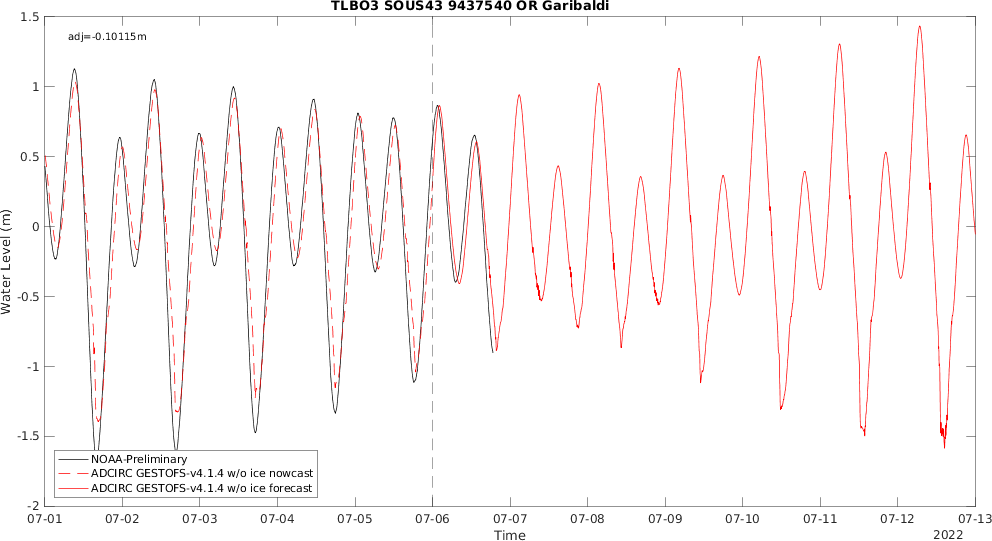 TLBO3 SOUS43 9437540 OR Garibaldi
adj=-0.10115m
Water Level (m)
1.5
1
0.5
0
-0.5
-1
-1.5
-2
NOAA-Preliminary
ADCIRC GESTOFS-v4.1.4 w/o ice nowcast
ADCIRC GESTOFS-v4.1.4 w/o ice forecast
07-01 07-02 07-03 07-04 07-05 07-06 07-07 07-08 07-09 07-10 07-11 07-12 07-13
Time
2022